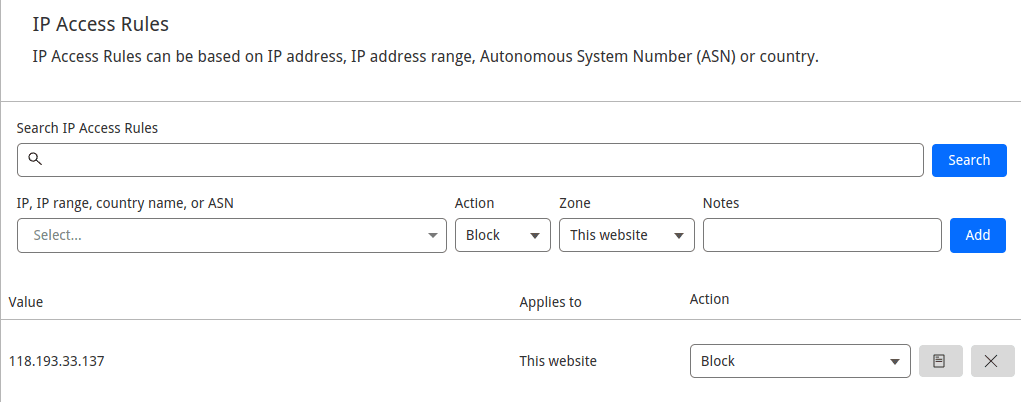 IP Access Rules
IP Access Rules can be based on IP address, IP address range, Autonomous System Number (ASN) or country.
Search IP Access Rules
Search
IP, IP range, country name, or ASN Action Zone Notes
Select... Block This website Add
Value Applies to Action
118.193.33.137 This website Block